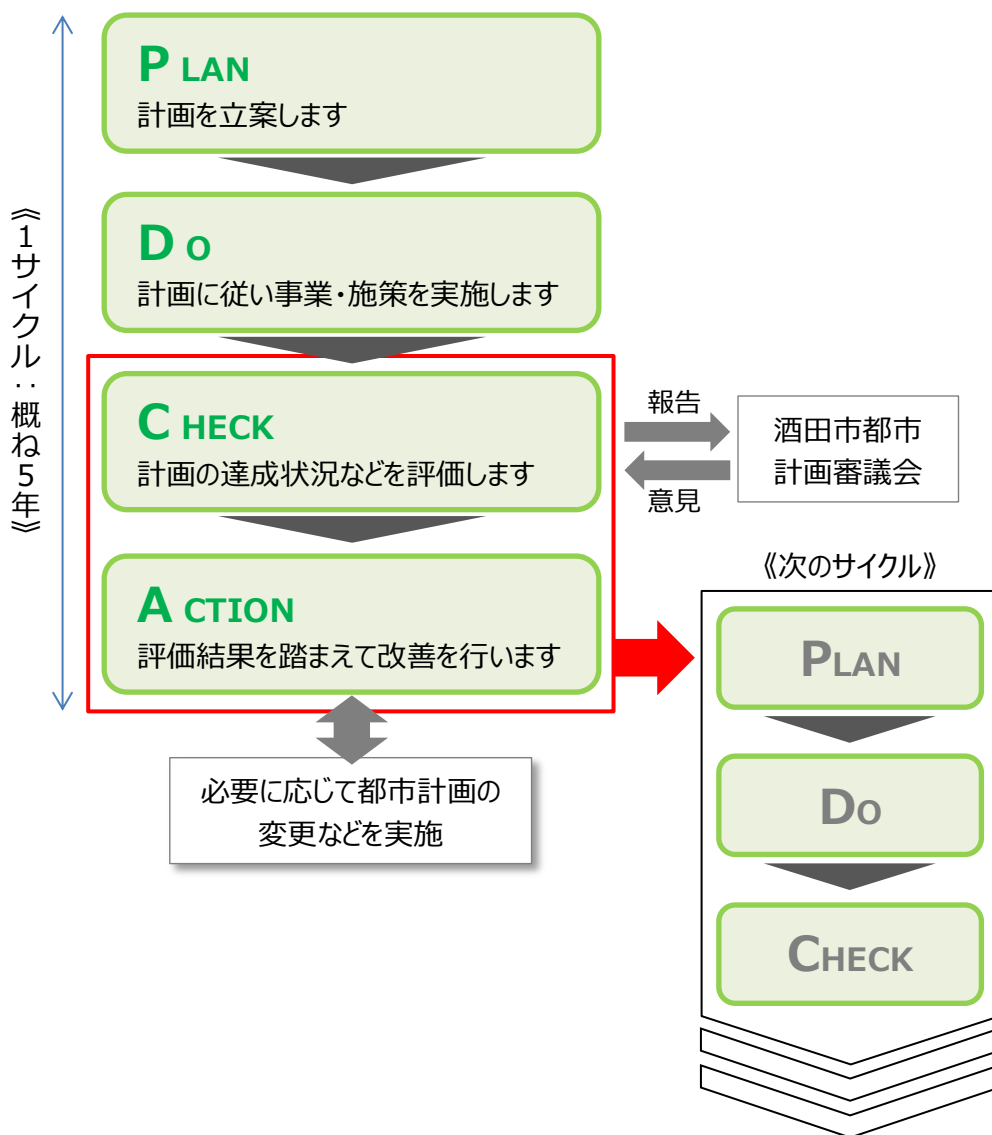 PLAN
計画を立案します
DO
計画に従い事業・施策を実施します
《1サイクル：概ね5年》
CHECK
計画の達成状況などを評価します
報告
意見
酒田市都市
計画審議会
ACTION
評価結果を踏まえて改善を行います
必要に応じて都市計画の
変更などを実施
《次のサイクル》
PLAN
DO
CHECK